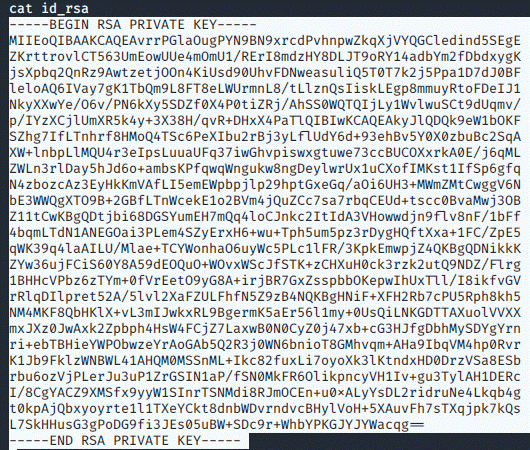 cat id_rsa
-----BEGIN RSA PRIVATE KEY-----
MIIEoQIBAAKCAQEAvrrPGlaOugPYN9BN9xrcdPvhnpwZkqXjVYQGCledind5SEgE
ZKrttrovlCT563UmEowUUe4mOmU1/RErI8mdzHY8DLJT9oRY14adbYm2fDbdxygK
jsXpbq2QnRz9AwtzetjOOn4KiUsd90UhvFDNweasuliQ5T0T7k2j5Ppa1D7dJ0BF
leloAQ6IVay7gK1TbQm9L8FT8eLWUrmnL8/tLlznQsIiskLEgp8mmuyRtoFDeIJ1
NkyXXwYe/O6v/PN6kXy5SDZf0X4P0tiZRj/AhSS0WQTQIjLy1WvlwuSCt9dUqmv/
p/IYzXCjlUmXR5k4y+3X38H/qvR+DHxX4PaTlQIBIwKCAQEAkyJlQDQk9eW1bOKF
SZhg7IfLTnhrf8HMoQ4TSc6PeXIbu2rBj3yLflUdY6d+93ehBv5Y0X0zbuBc2SqA
XW+lnbpLlMQU4r3eIpsLuuaUFq37iwGhvpiswxgtuwe73ccBUCOXxrkA0E/j6qML
ZWLn3rlDay5hJd6o+ambsKPfqwqWngukw8ngDeylwrUx1uCXofIMKst1IfSp6gfq
N4zbozcAz3EyHkKmVAfLI5emEWpbpjlp29hptGxeGq/aOi6UH3+MWmZMtCwggV6N
bE3WWQgXTO9B+2GBfLTnWcekE1o2BVm4jQuZCc7sa7rbqCEUd+tscc0BvaMwj3OB
Z11tCwKBgQDtjbi68DGSYumEH7mQq4loCJnkc2ItIdA3VHowwdjn9flv8nF/1bFf
4bqmLTdN1ANEGOai3PLem4SZyErxH6+wu+Tph5um5pz3rDygHQftXxa+1FC/ZpE5
qWK39q4laAILU/Mlae+TCYWonhaO6uyWc5PLc1lFR/3KpkEmwpjZ4QKBgQDNikkK
ZYw36ujFCiS60Y8A59dEOQuO+WOvxWScJfSTK+zCHXuH0ck3rzk2utQ9NDZ/Flrg
1BHHcVPbz6zTYm+0fVrEetO9yG8A+irjBR7GxZsspbbOKepwIhUxTll/I8ikfvGV
rRlqDIlpret52A/5lvl2XaFZULFhfN5Z9zB4NQKBgHNiF+XFH2Rb7cPU5Rph8kh5
NM4MKF8QbHKlX+vL3mIJwkxRL9BgermK5aEr56l1my+0UsQiLNKGDTTAXuolVVXX
mxJXz0JwAxk2Zpbph4HsW4FCjZ7LaxwB0N0CyZ0j47xb+cG3HJfgDbhMySDYgYrn
ri+ebTBHieYWPObwzeYrAoGAb5Q2R3j0WN6bnioT8GMhvqm+AHa9IbqVM4hp0Rvr
K1Jb9FklzWNBWL41AHQM0MSSnML+Ikc82fuxLi7oyoXk3lKtndxHD0DrzVSa8ESb
rbu6ozVjPLerJu3uP1ZrGSIN1aP/fSN0MkFR6OlikpncyVH1Iv+gu3TylAH1DERc
I/8CgYACZ9XMSfx9yyW1SInrTSNMdi8RJmOCEn+u0×ALyYsDL2ridruNe4Lkqb4g
t0kpAjQbxyoyrte1l1TXeYCkt8dnbWDvrndvcBHylVoH+5XAuvFh7sTXqjpk7kQs
L7SkHHusG3gPoDG9fi3JEs05uBW+SDc9r+WhbYPKGJYJYWacqg==
-----END RSA PRIVATE KEY-----